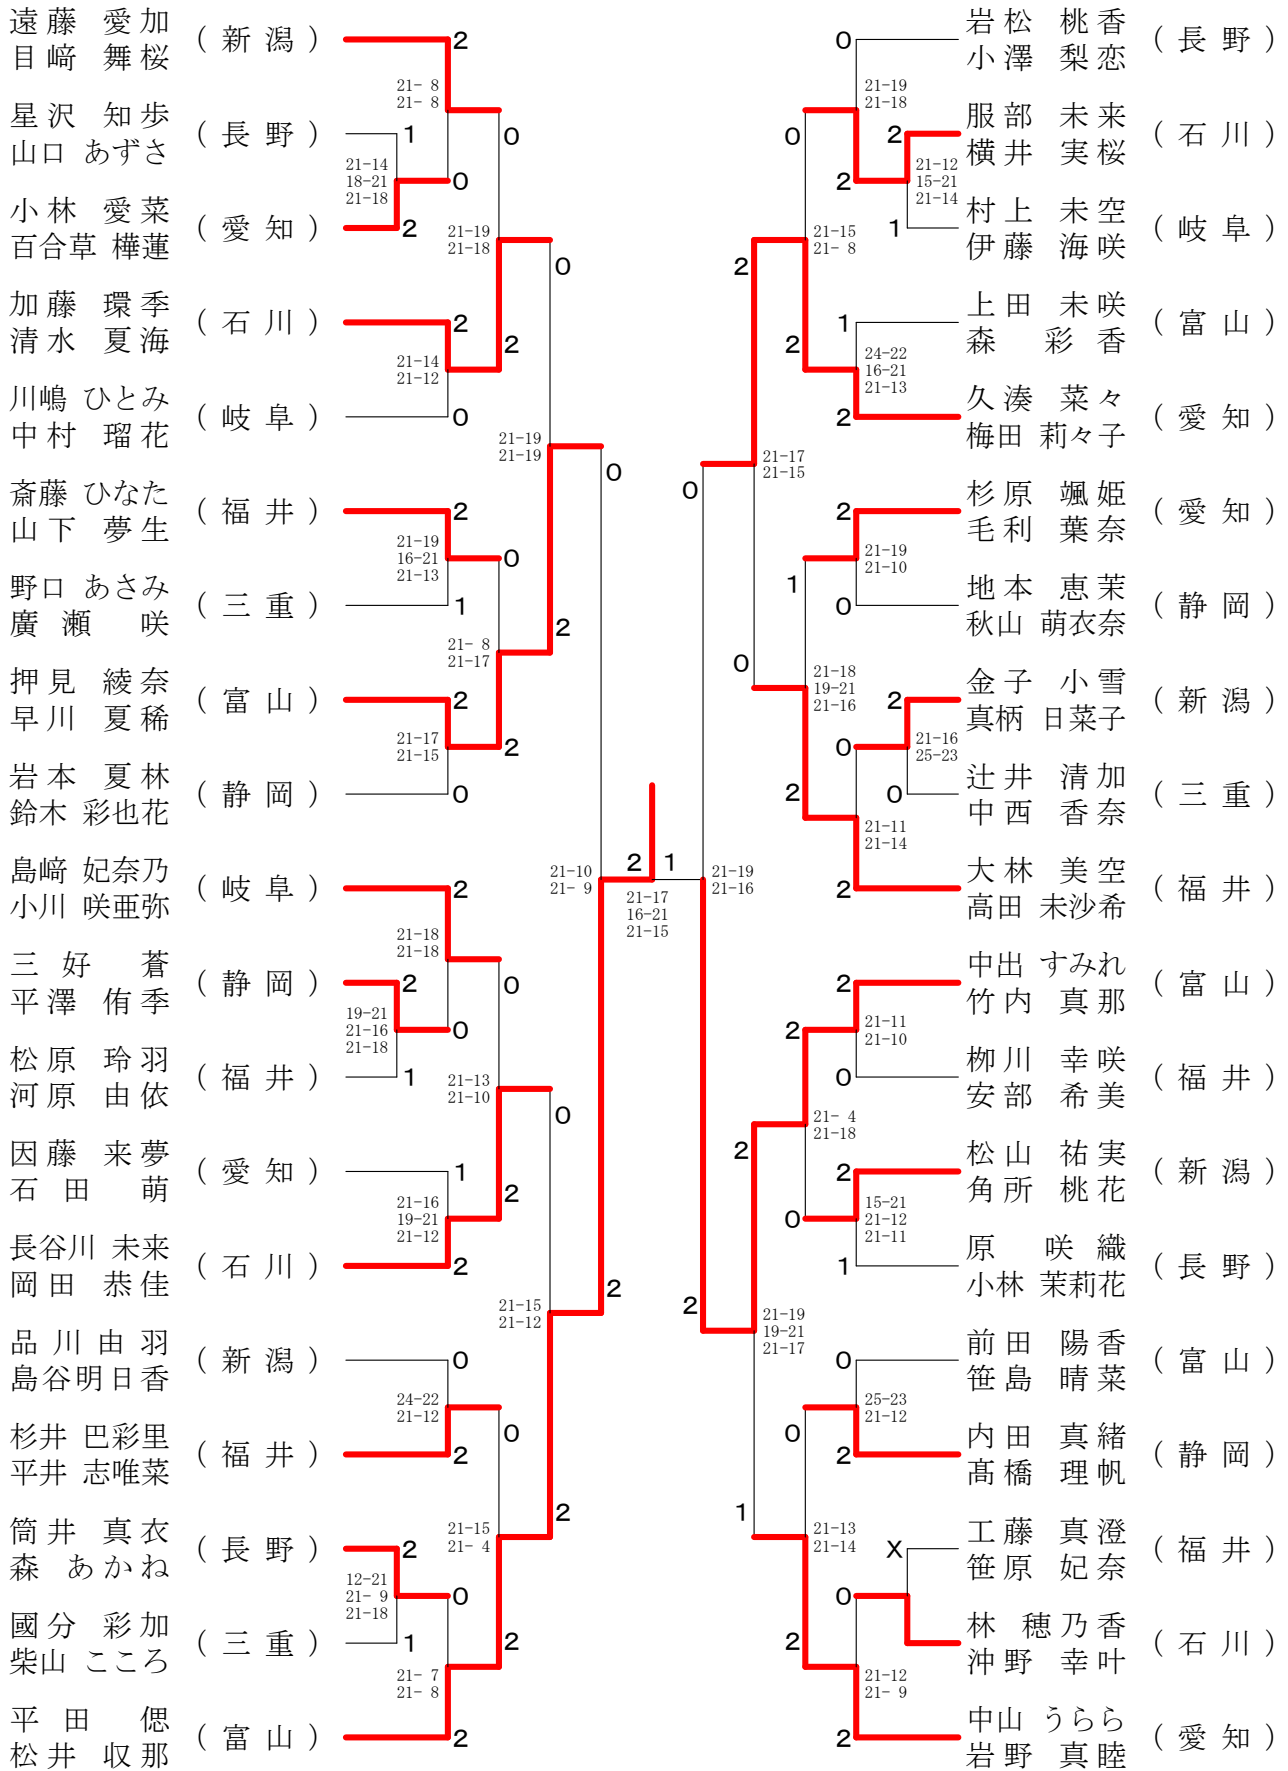 遠藤 愛加
目﨑 舞桜
( 新潟 )
2
21- 8
21- 8
星沢 知歩
山口 あずさ
( 長野 )
1
0
21-14
18-21
21-18
0
小林 愛菜
百合草 樺蓮
( 愛知 )
2
21-19
21-18
0
加藤 環季
清水 夏海
( 石川 )
2
2
21-14
21-12
川嶋 ひとみ
中村 瑠花
( 岐阜 )
0
21-19
21-19
0
斎藤 ひなた
山下 夢生
( 福井 )
2
21-19
16-21
21-13
0
野口 あさみ
廣瀬 咲
( 三重 )
1
2
21- 8
21-17
押見 綾奈
早川 夏稀
( 富山 )
2
21-17
21-15
2
岩本 夏林
鈴木 彩也花
( 静岡 )
0
21-10
21- 9
島﨑 妃奈乃
小川 咲亜弥
( 岐阜 )
2
21-18
21-18
三好 蒼
平澤 侑季
( 静岡 )
2
0
19-21
21-16
21-18
0
松原 玲羽
河原 由依
( 福井 )
1
21-13
21-10
0
因藤 来夢
石田 萌
( 愛知 )
1
2
21-16
19-21
21-12
長谷川 未来
岡田 恭佳
( 石川 )
2
2
21-15
21-12
品川 由羽
島谷明日香
( 新潟 )
0
24-22
21-12
0
杉井 巴彩里
平井 志唯菜
( 福井 )
2
2
21-15
21- 4
筒井 真衣
森 あかね
( 長野 )
2
12-21
21- 9
21-18
0
國分 彩加
柴山 こころ
( 三重 )
1
2
21- 7
21- 8
平田 偲
松井 収那
( 富山 )
2
2
1
21-17
16-21
21-15
岩松 桃香
小澤 梨恋
( 長野 )
0
21-19
21-18
服部 未来
横井 実桜
( 石川 )
2
0
21-12
15-21
21-14
2
村上 未空
伊藤 海咲
( 岐阜 )
1
21-15
21- 8
2
上田 未咲
森 彩香
( 富山 )
1
2
24-22
16-21
21-13
久湊 菜々
梅田 莉々子
( 愛知 )
2
21-17
21-15
0
杉原 颯姫
毛利 葉奈
( 愛知 )
2
21-19
21-10
1
地本 恵茉
秋山 萌衣奈
( 静岡 )
0
0
21-18
19-21
21-16
金子 小雪
真柄 日菜子
( 新潟 )
2
21-16
25-23
0
辻井 清加
中西 香奈
( 三重 )
0
2
21-11
21-14
大林 美空
高田 未沙希
( 福井 )
2
21-19
21-16
中出 すみれ
竹内 真那
( 富山 )
2
21-11
21-10
2
栁川 幸咲
安部 希美
( 福井 )
0
21- 4
21-18
2
松山 祐実
角所 桃花
( 新潟 )
2
15-21
21-12
21-11
0
原 咲織
小林 茉莉花
( 長野 )
1
2
21-19
19-21
21-17
前田 陽香
笹島 晴菜
( 富山 )
0
25-23
21-12
0
内田 真緒
髙橋 理帆
( 静岡 )
2
1
21-13
21-14
工藤 真澄
笹原 妃奈
( 福井 )
X
0
林 穂乃香
沖野 幸叶
( 石川 )
2
21-12
21- 9
中山 うらら
岩野 真睦
( 愛知 )
2